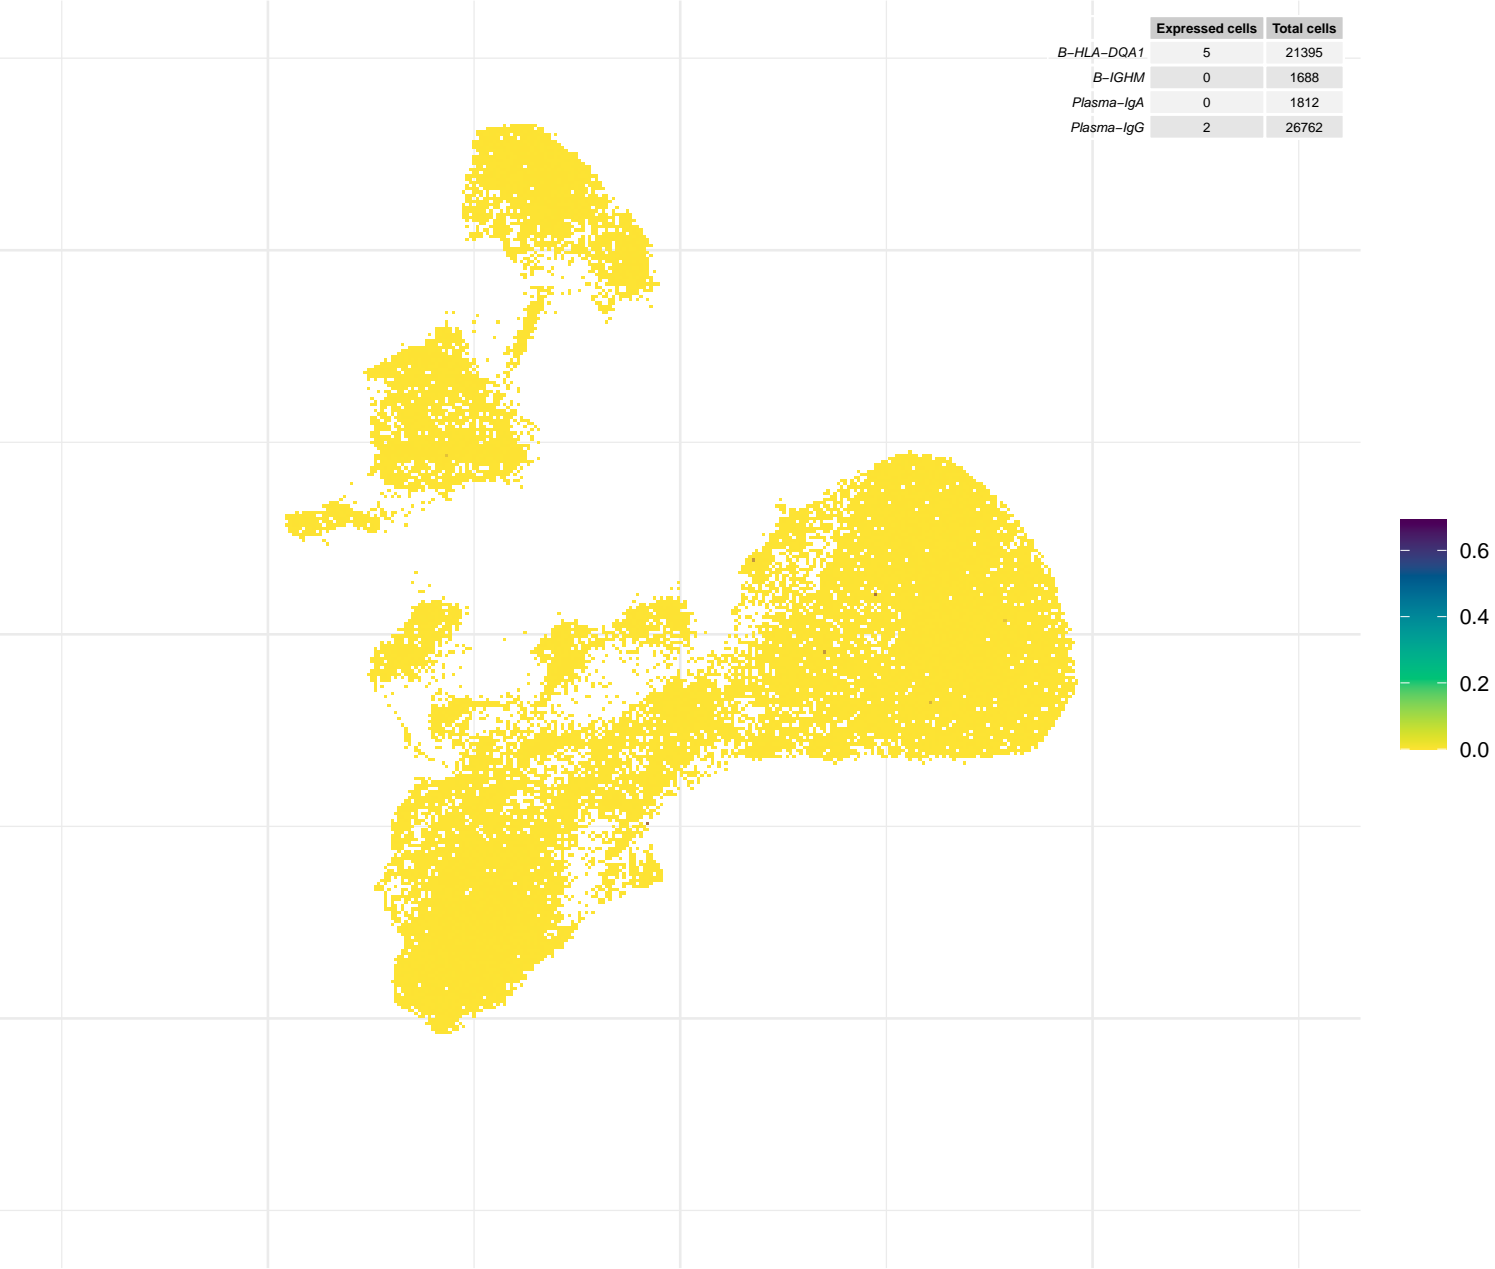 Expressed cells Total cells
B−HLA−DQA1 5 21395
B−IGHM 0 1688
Plasma−IgA 0 1812
Plasma−IgG 2 26762
0.6
0.4
0.2
0.0